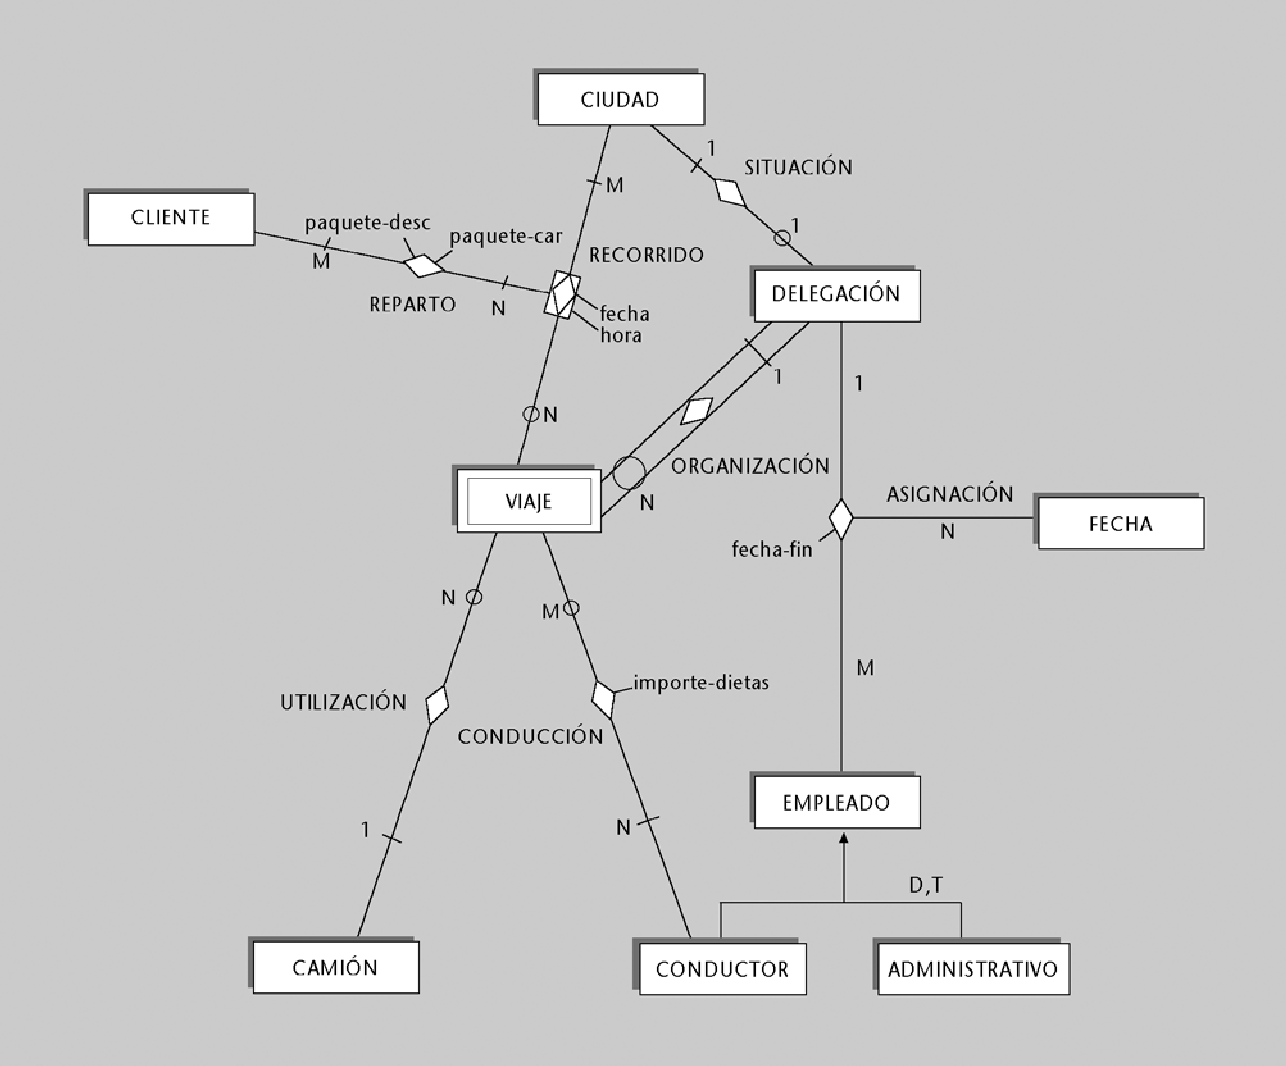 CIUDAD
1
SITUACIÓN
M
CLIENTE
paquete-desc
paquete-car
1
M
RECORRIDO
REPARTO
N
DELEGACIÓN
fecha
hora
1
1
N
ORGANIZACIÓN
VIAJE
N
ASIGNACIÓN
N
FECHA
fecha-fin
N
M
M
importe-dietas
UTILIZACIÓN
CONDUCCIÓN
1
N
EMPLEADO
D,T
CAMIÓN
CONDUCTOR
ADMINISTRATIVO